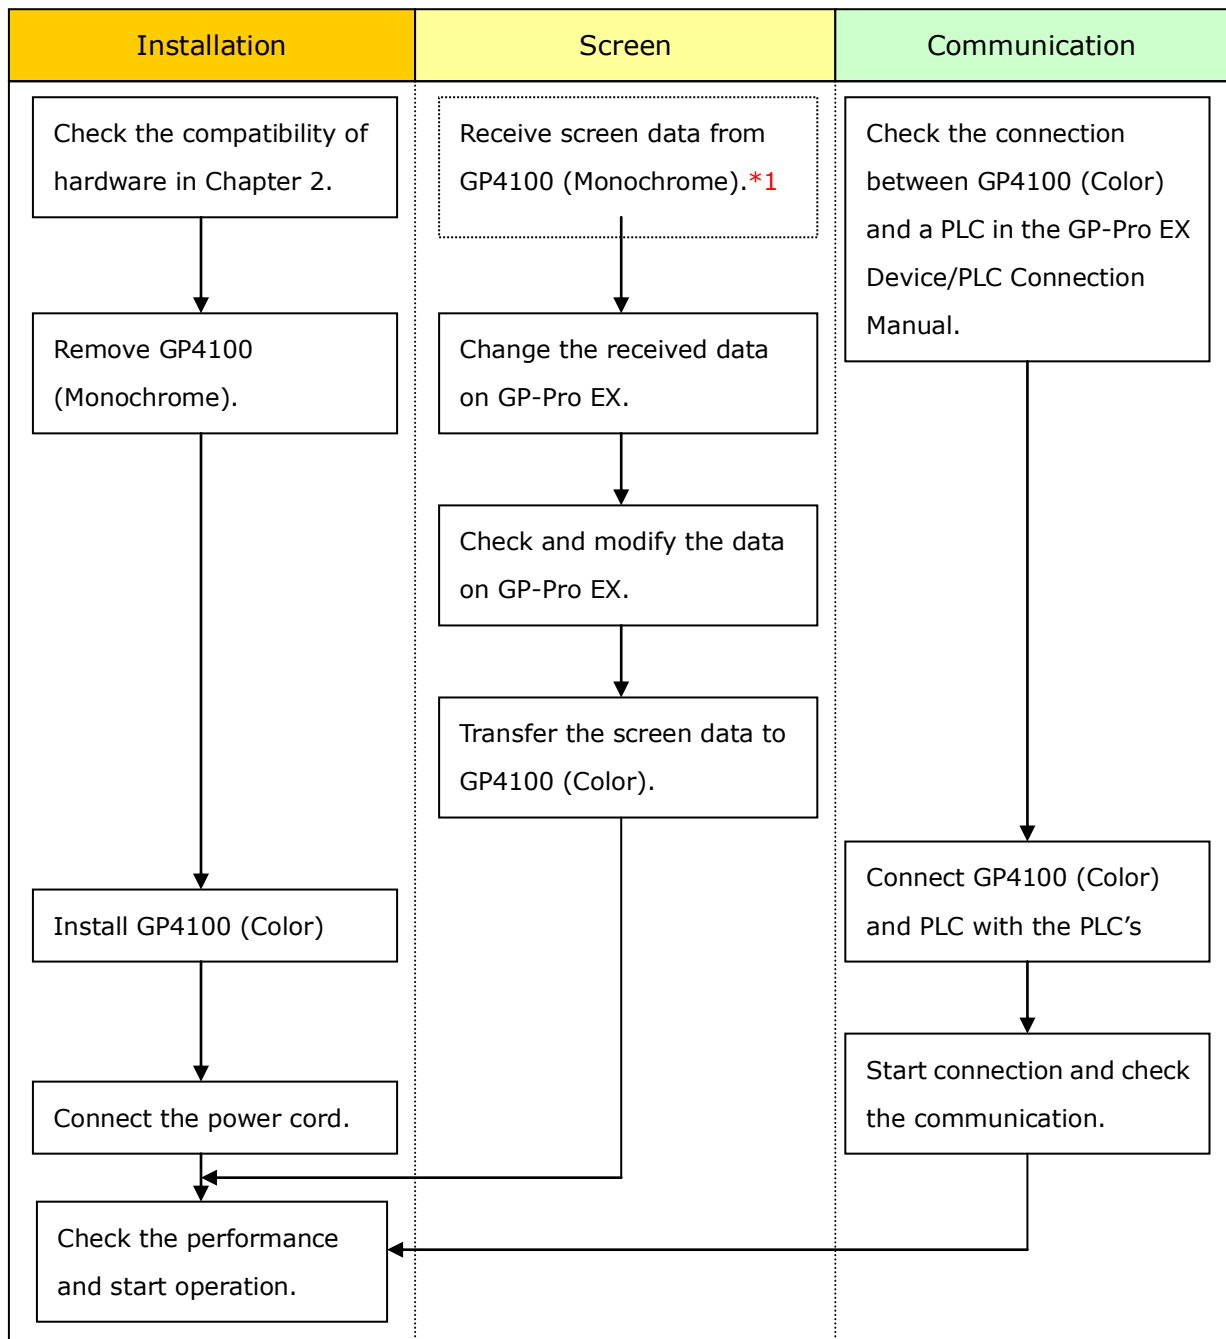 Installation
Screen
Communication
Check the compatibility of
hardware in Chapter 2.
Remove GP4100
(Monochrome).
Install GP4100 (Color)
Connect the power cord.
Check the performance
and start operation.
Receive screen data from
GP4100 (Monochrome).*1
Change the received data
on GP-Pro EX.
Check and modify the data
on GP-Pro EX.
Transfer the screen data to
GP4100 (Color).
Check the connection
between GP4100 (Color)
and a PLC in the GP-Pro EX
Device/PLC Connection
Manual.
Connect GP4100 (Color)
and PLC with the PLC’s
Start connection and check
the communication.